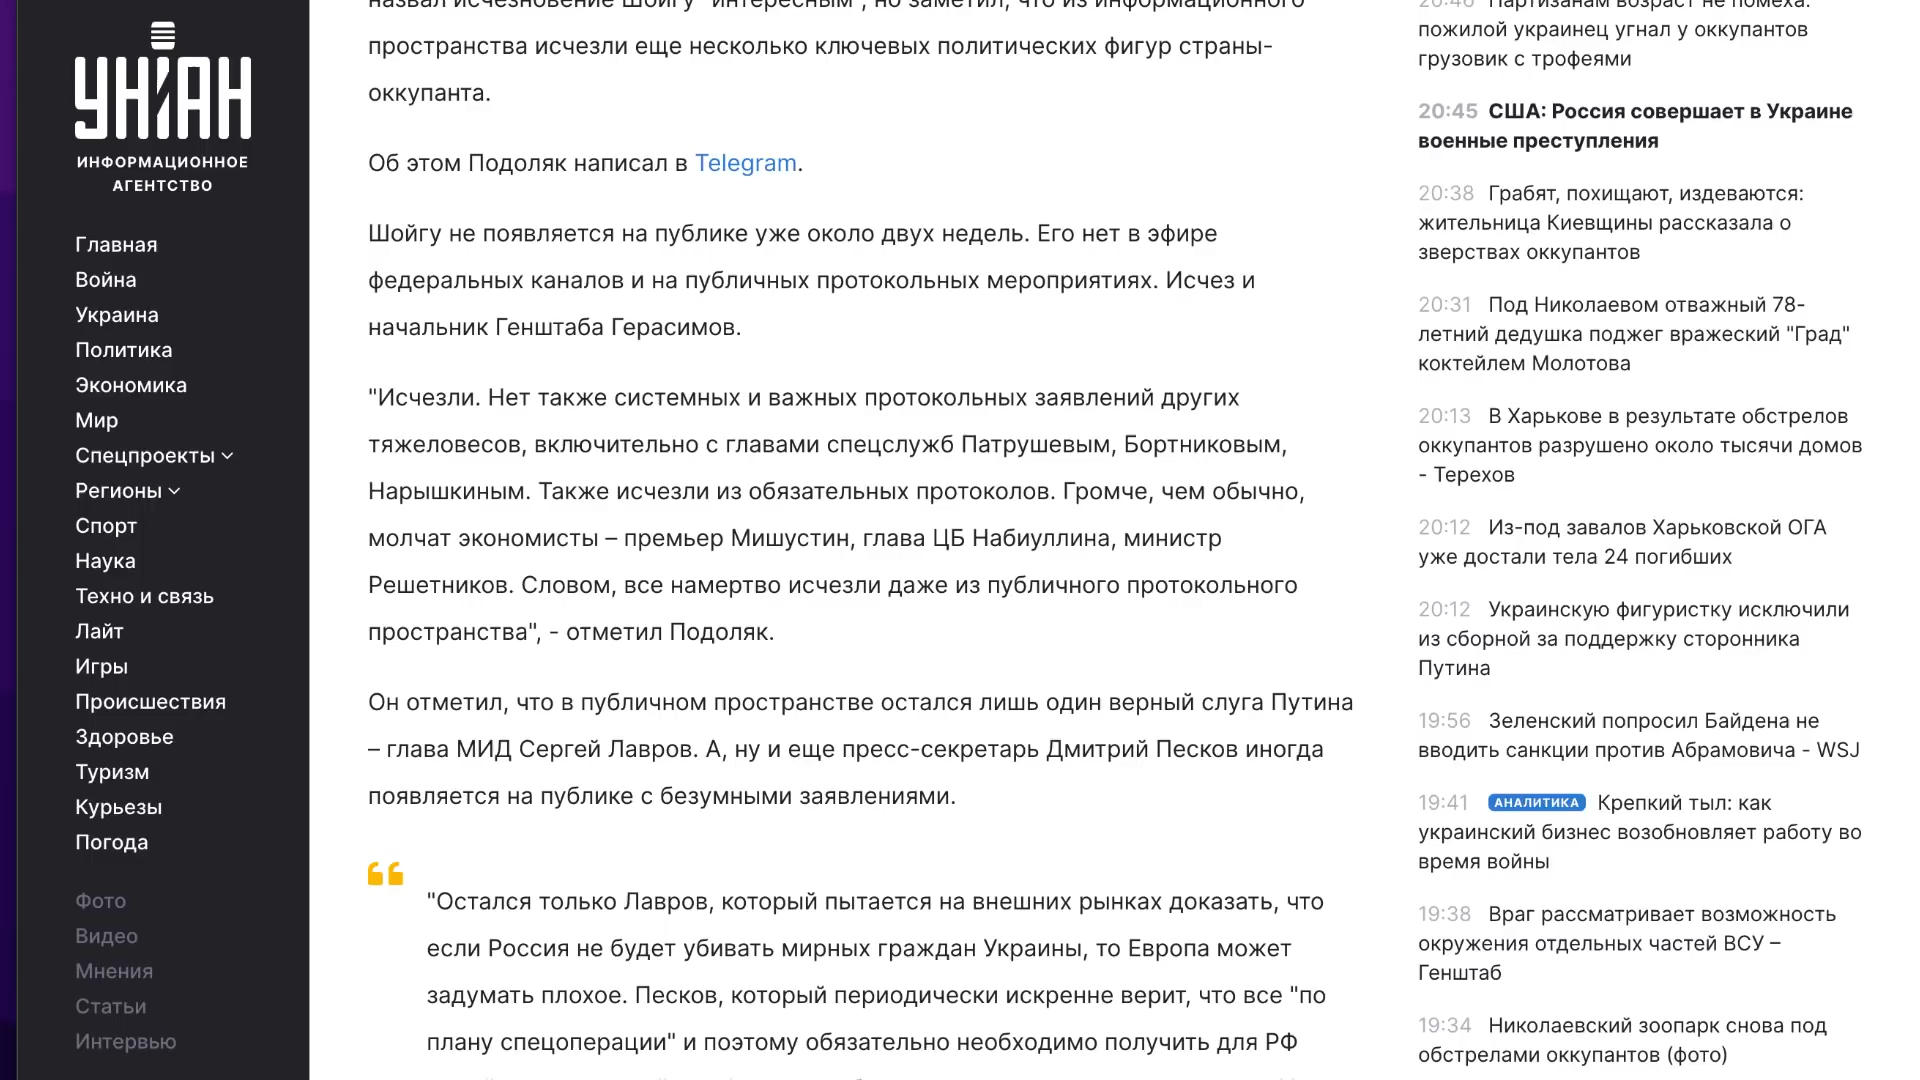 УНІАН
ИНФОРМАЦИОННОЕ
АГЕНТСТВО
Главная
Война
Украина
Политика
Экономика
Мир
Спецпроекты
Регионы
Спорт
Наука
Техно и связь
Лайт
Игры
Происшествия
Здоровье
Туризм
Курьезы
Погода
Фото
Видео
Мнения
Статьи
Интервью
назвал исчезновение Шойгу "интересным", но заметил, что из информационного
пространства исчезли еще несколько ключевых политических фигур страны-
оккупанта.
Об этом Подоляк написал в Telegram.
Шойгу не появляется на публике уже около двух недель. Его нет в эфире
федеральных каналов и на публичных протокольных мероприятиях. Исчез и
начальник Генштаба Герасимов.
"Исчезли. Нет также системных и важных протокольных заявлений других
тяжеловесов, включительно с главами спецслужб Патрушевым, Бортниковым,
Нарышкиным. Также исчезли из обязательных протоколов. Громче, чем обычно,
молчат экономисты – премьер Мишустин, глава ЦБ Набиуллина, министр
Решетников. Словом, все намертво исчезли даже из публичного протокольного
пространства", - отметил Подоляк.
Он отметил, что в публичном пространстве остался лишь один верный слуга Путина
– глава МИД Сергей Лавров. А, ну и еще пресс-секретарь Дмитрий Песков иногда
появляется на публике с безумными заявлениями.
"Остался только Лавров, который пытается на внешних рынках доказать, что
если Россия не будет убивать мирных граждан Украины, то Европа может
задумать плохое. Песков, который периодически искренне верит, что все "по
плану спецоперации" и поэтому обязательно необходимо получить для РФ
20:46 Партизанам возраст не помеха:
пожилой украинец угнал у оккупантов
грузовик с трофеями
20:45 США: Россия совершает в Украине
военные преступления
20:38 Грабят, похищают, издеваются:
жительница Киевщины рассказала о
зверствах оккупантов
20:31 Под Николаевом отважный 78-
летний дедушка поджег вражеский "Град"
коктейлем Молотова
20:13 В Харькове в результате обстрелов
оккупантов разрушено около тысячи домов
- Терехов
20:12 Из-под завалов Харьковской ОГА
уже достали тела 24 погибших
20:12 Украинскую фигуристку исключили
из сборной за поддержку сторонника
Путина
19:56 Зеленский попросил Байдена не
вводить санкции против Абрамовича - WSJ
19:41 АНАЛИТИКА Крепкий тыл: как
украинский бизнес возобновляет работу во
время войны
19:38 Враг рассматривает возможность
окружения отдельных частей ВСУ –
Генштаб
19:34 Николаевский зоопарк снова под
обстрелами оккупантов (фото)